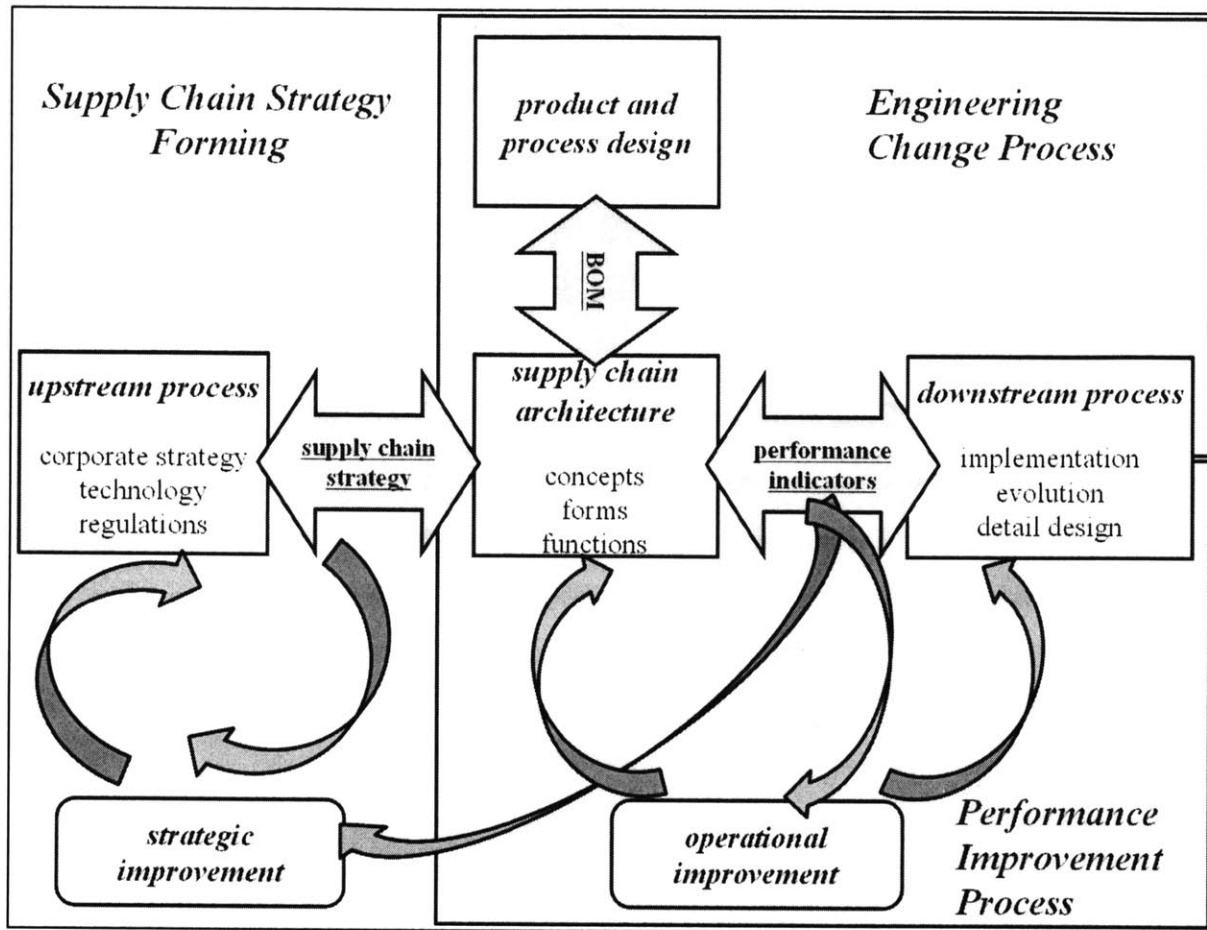 Supply Chain Strategy
Forming
product and
process design
Engineering
Change Process
BOM
upstream process
corporate strategy
technology
regulations
supply chain
strategy
supply chain
architecture
concepts
forms
functions
performance
indicators
downstream process
implementation
evolution
detail design
strategic
improvement
operational
improvement
Performance
Improvement
Process